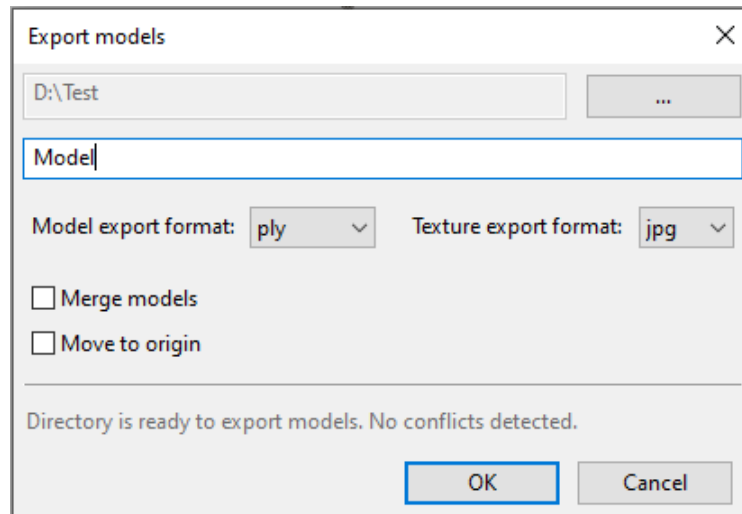 Export models
D:\Test
...
Model
Model export format: ply Texture export format: jpg
Merge models
Move to origin
Directory is ready to export models. No conflicts detected.
OK Cancel